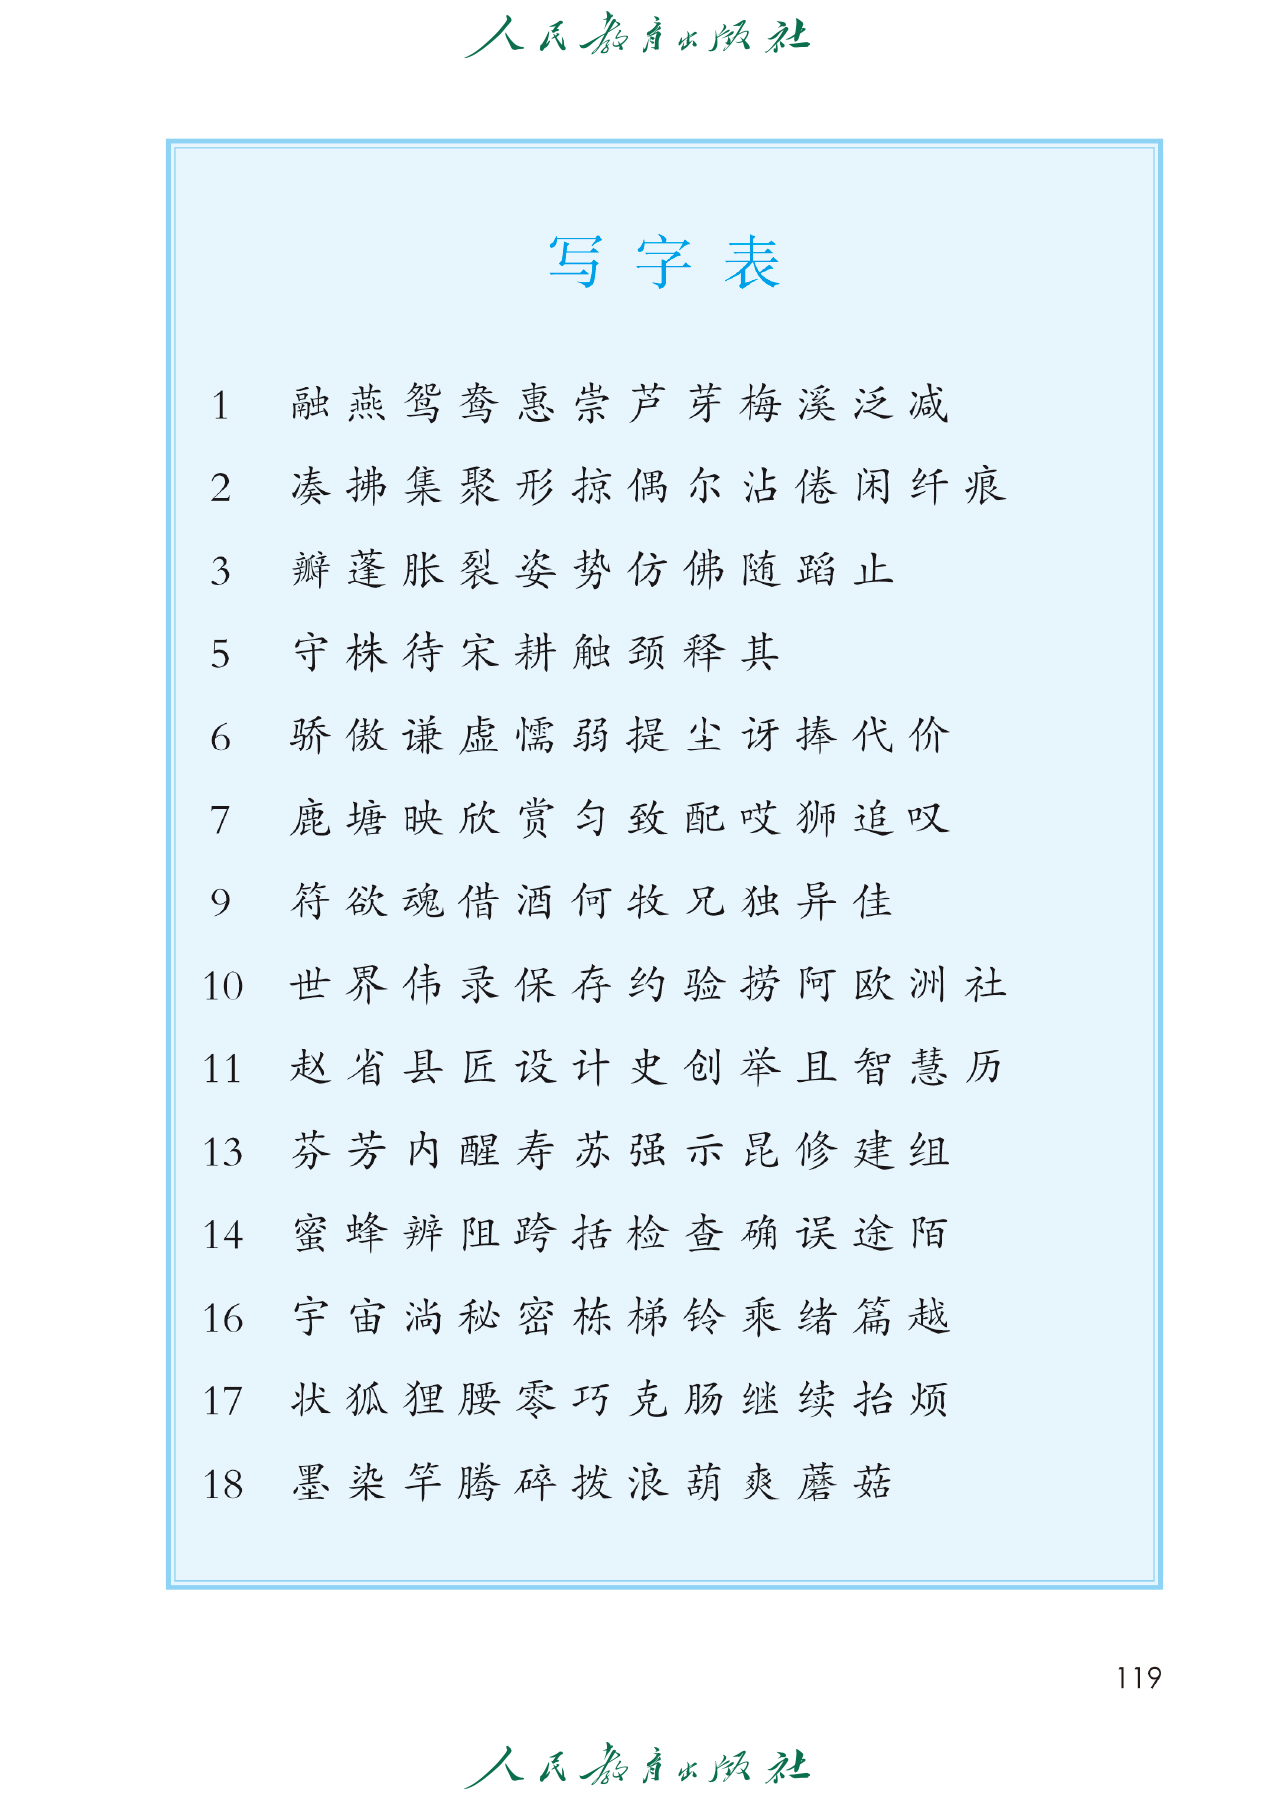 人民教育出版社
写字表
1 融燕鸳鸯惠崇芦芽梅溪泛减
2 凑拂集聚形掠偶尔沾倦闲纤痕
3 瓣蓬胀裂姿势仿佛随蹈止
5 守株待宋耕触颈释其
6 骄傲谦虚懦弱提尘讶捧代价
7 鹿塘映欣赏匀致配哎狮追叹
9 符欲魂借酒何牧兄独异佳
10 世界伟录保存约验捞阿欧洲社
11 赵省县匠设计史创举且智慧历
13 芬芳内醒寿苏强示昆修建组
14 蜜蜂辨阻跨括检查确误途陌
16 宇宙淌秘密栋梯铃乘绪篇越
17 状狐狸腰零巧克肠继续抬烦
18 墨染竿腾碎拨浪葫爽蘑菇
119
人民教育出版社